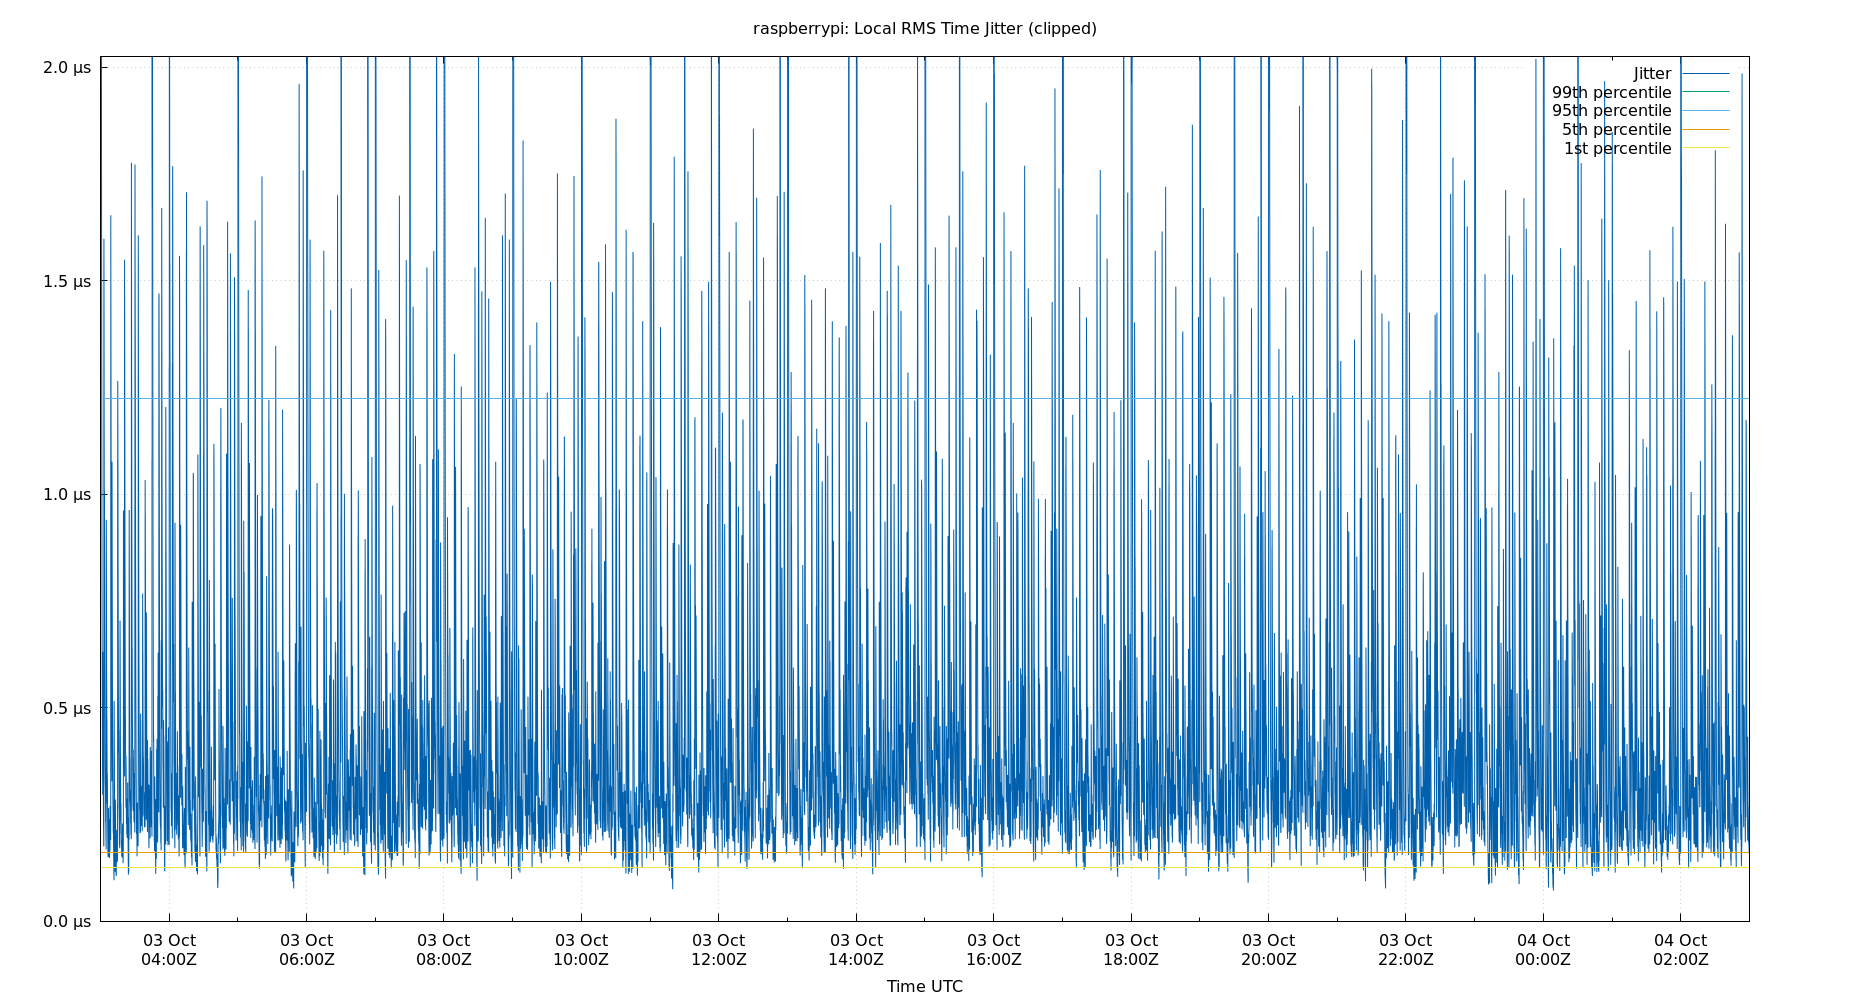 raspberrypi: Local RMS Time Jitter (clipped)
2.0 μs
1.5 μs
1.0 μs
0.5 μs
0.0 μs
Jitter
99th percentile
95th percentile
5th percentile
1st percentile
03 Oct 03 Oct 03 Oct 03 Oct 03 Oct 03 Oct 03 Oct 03 Oct 03 Oct 03 Oct 04 Oct 04 Oct
04:00Z 06:00Z 08:00Z 10:00Z 12:00Z 14:00Z 16:00Z 18:00Z 20:00Z 22:00Z 00:00Z 02:00Z
Time UTC